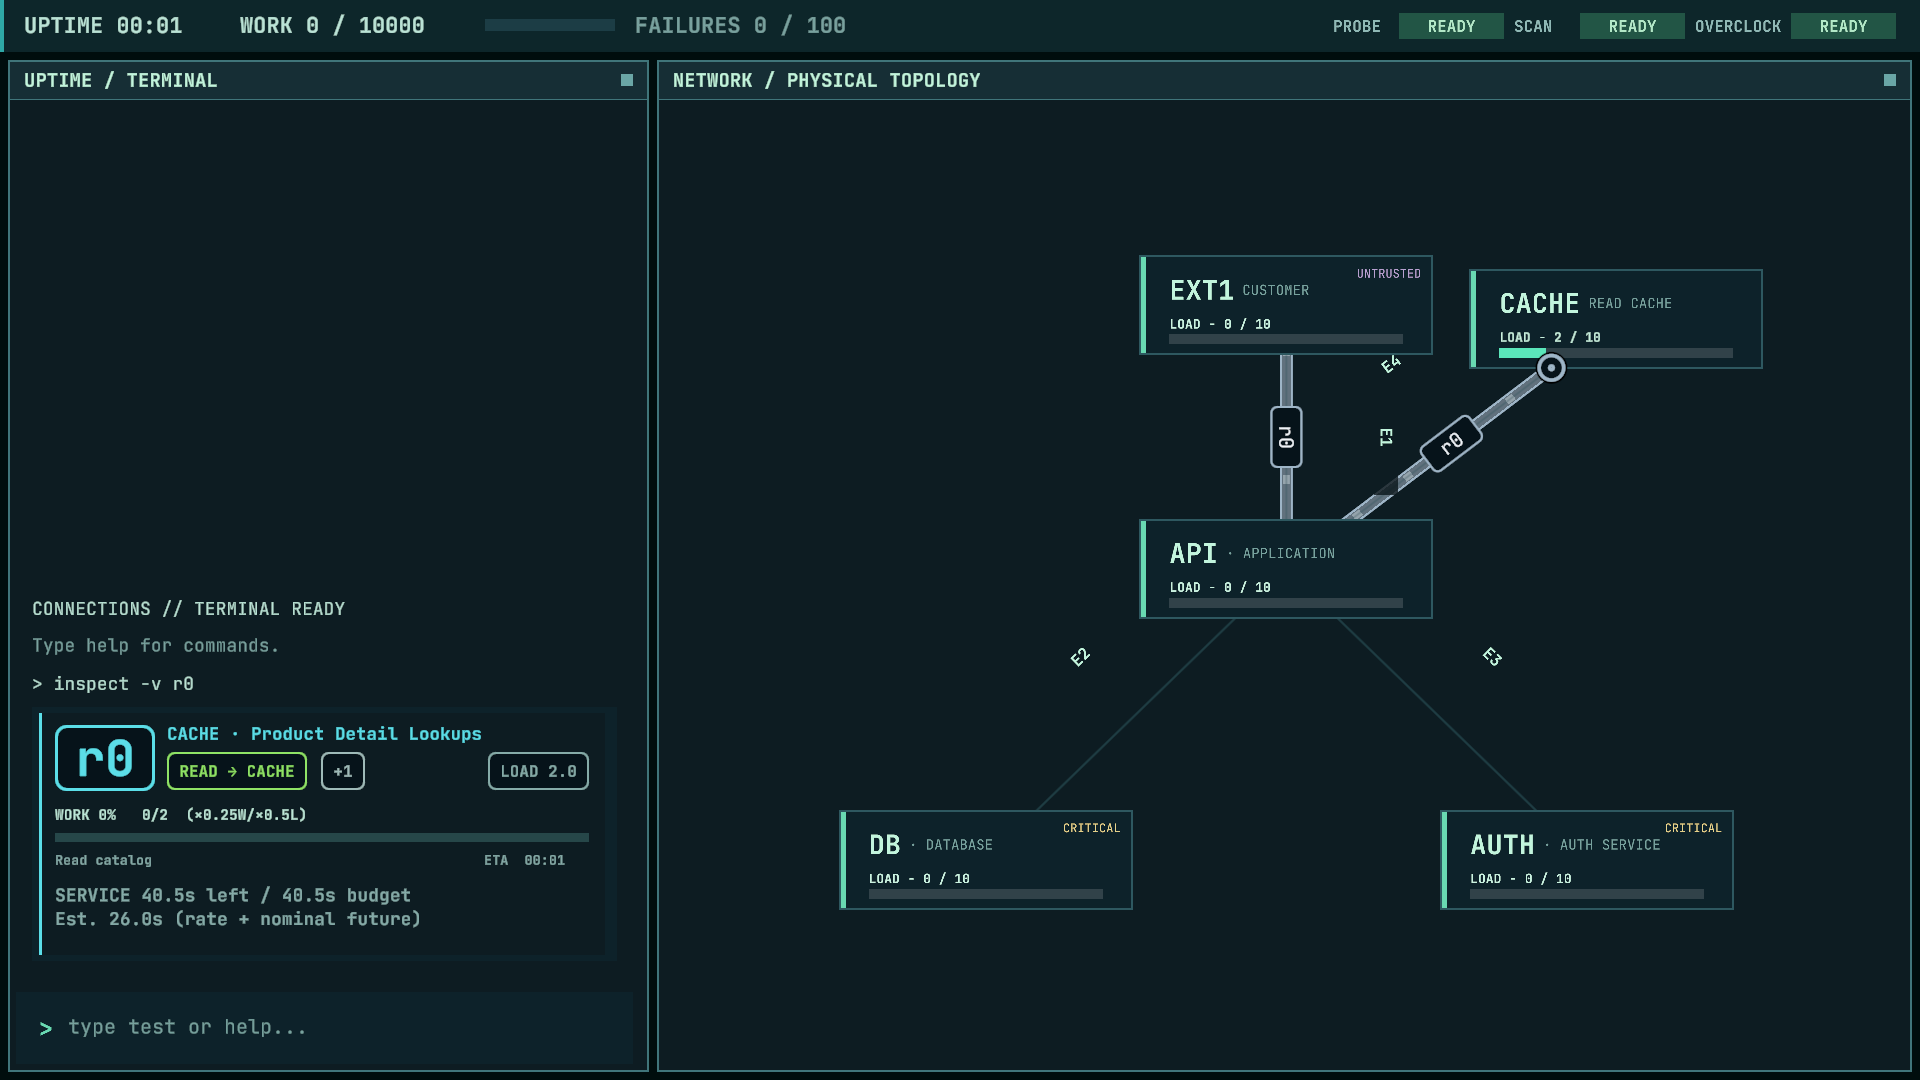 UPTIME 00:01 WORK 0 / 10000 FAILURES 0 / 100 PROBE READY SCAN READY OVERCLOCK READY
UPTIME / TERMINAL
CONNECTIONS // TERMINAL READY
Type help for commands.
> inspect -v r0
r0
CACHE · Product Detail Lookups
READ → CACHE +1 LOAD 2.0
WORK 0% 0/2 (×0.25W/×0.5L)
Read catalog ETA 00:01
SERVICE 40.5s left / 40.5s budget
Est. 26.0s (rate + nominal future)
> type test or help...
NETWORK / PHYSICAL TOPOLOGY
UNTRUSTED
EXT1 CUSTOMER
LOAD - 0 / 10
CACHE READ CACHE
LOAD - 2 / 10
E4
r0
E1
r0
API · APPLICATION
LOAD - 0 / 10
E2
E3
CRITICAL
DB · DATABASE
LOAD - 0 / 10
CRITICAL
AUTH · AUTH SERVICE
LOAD - 0 / 10